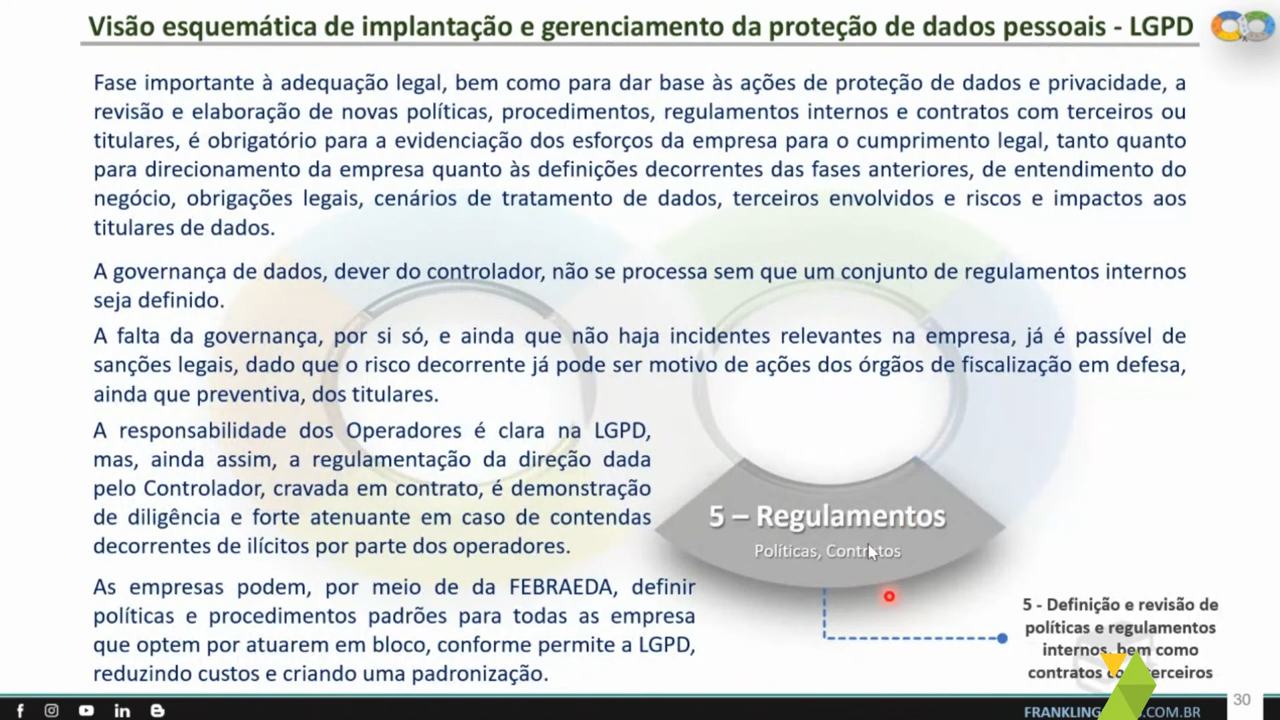 Visão esquemática de implantação e gerenciamento da proteção de dados pessoais - LGPD
Fase importante à adequação legal, bem como para dar base às ações de proteção de dados e privacidade, a
revisão e elaboração de novas políticas, procedimentos, regulamentos internos e contratos com terceiros ou
titulares, é obrigatório para a evidenciação dos esforços da empresa para o cumprimento legal, tanto quanto
para direcionamento da empresa quanto às definições decorrentes das fases anteriores, de entendimento do
negócio, obrigações legais, cenários de tratamento de dados, terceiros envolvidos e riscos e impactos aos
titulares de dados.
A governança de dados, dever do controlador, não se processa sem que um conjunto de regulamentos internos
seja definido.
A falta da governança, por si só, e ainda que não haja incidentes relevantes na empresa, já é passível de
sanções legais, dado que o risco decorrente já pode ser motivo de ações dos órgãos de fiscalização em defesa,
ainda que preventiva, dos titulares.
A responsabilidade dos Operadores é clara na LGPD,
mas, ainda assim, a regulamentação da direção dada
pelo Controlador, cravada em contrato, é demonstração
de diligência e forte atenuante em caso de contendas
decorrentes de ilícitos por parte dos operadores.
As empresas podem, por meio de da FEBRAEDA, definir
políticas e procedimentos padrões para todas as empresa
que optem por atuarem em bloco, conforme permite a LGPD,
reduzindo custos e criando uma padronização.
5 – Regulamentos
Políticas, Contratos
5 - Definição e revisão de
políticas e regulamentos
internos, bem como
contratos terceiros
30
.COM.BR